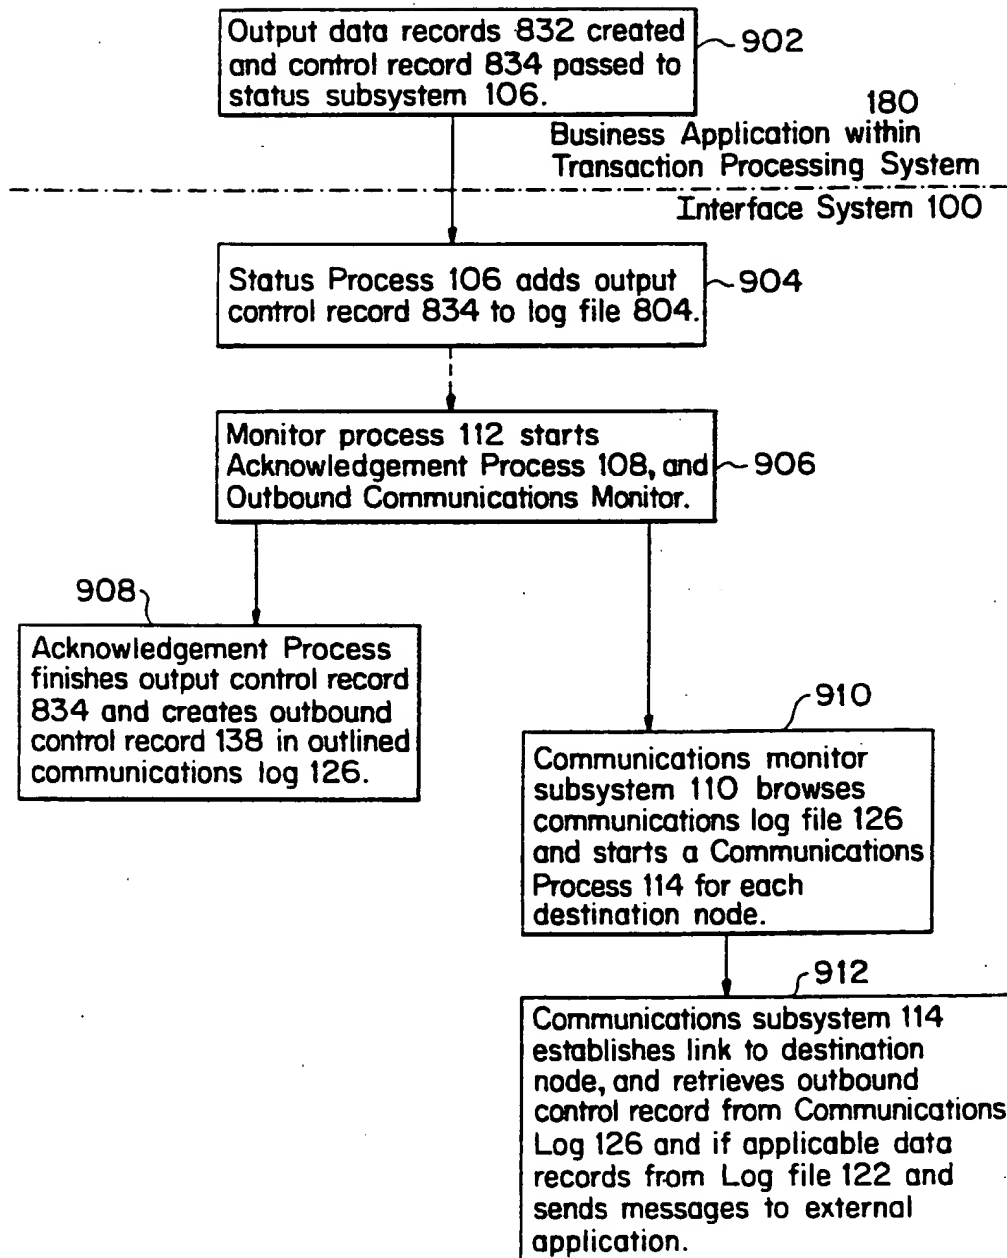 Output data records 832 created
and control record 834 passed to
status subsystem 106.
902
180
Business Application within
Transaction Processing System
Interface System 100
Status Process 106 adds output
control record 834 to log file 804.
904
Monitor process 112 starts
Acknowledgement Process 108, and
Outbound Communications Monitor.
906
908
Acknowledgement Process
finishes output control record
834 and creates outbound
control record 138 in outlined
communications log 126.
910
Communications monitor
subsystem 110 browses
communications log file 126
and starts a Communications
Process 114 for each
destination node.
912
Communications subsystem 114
establishes link to destination
node, and retrieves outbound
control record from Communications
Log 126 and if applicable data
records from Log file 122 and
sends messages to external
application.